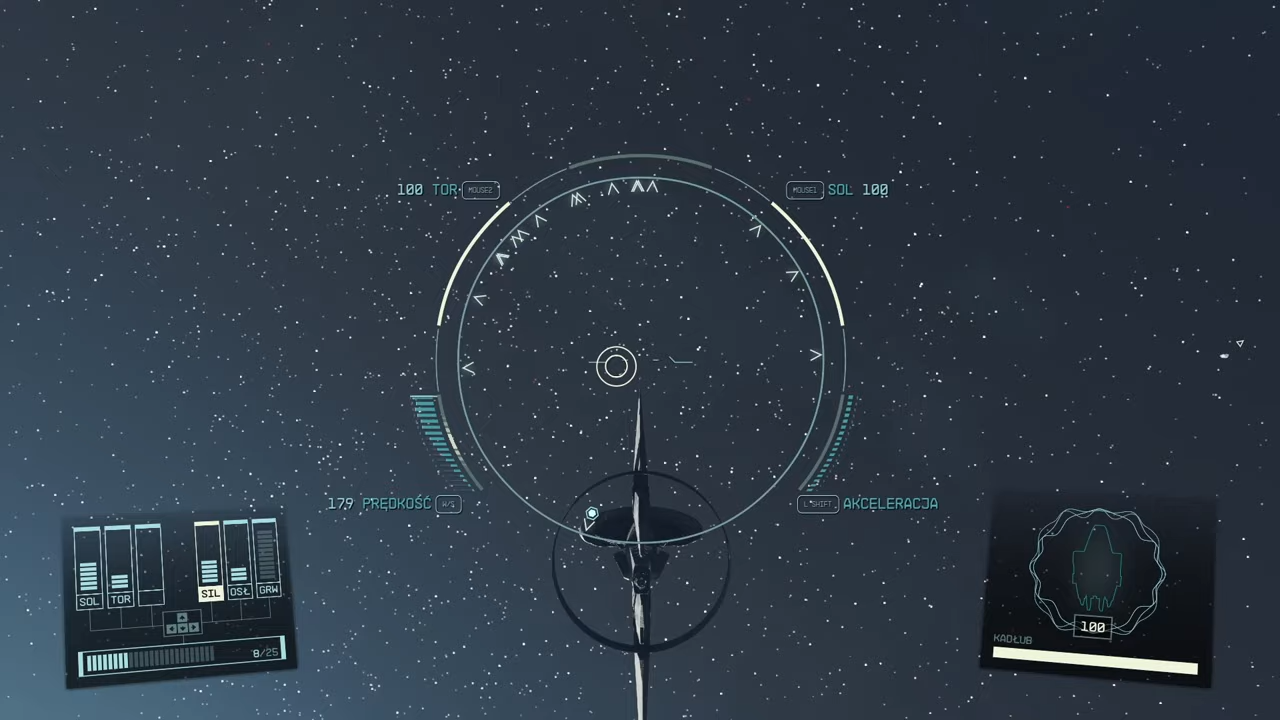 100 TOR MOUSE2
MOUSE1 SOL 100
179 PRĘDKOŚĆ W/S
L.SHIFT. AKCELERACJA
SOL TOR SIL OSŁ GRW
8/25
100
KADŁUB